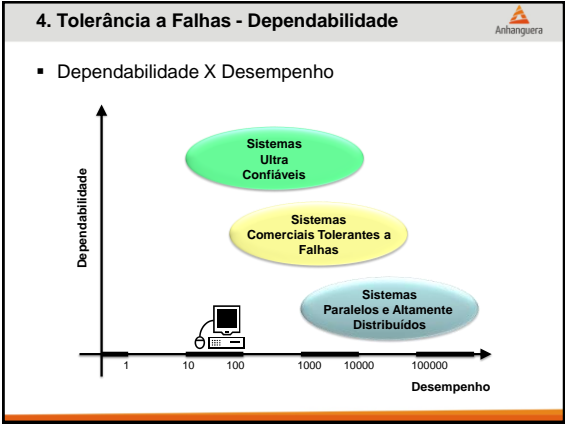 4. Tolerância a Falhas - Dependabilidade
Anhanguera
▪ Dependabilidade X Desempenho
Dependabilidade
Sistemas
Ultra
Confiáveis
Sistemas
Comerciais Tolerantes a
Falhas
Sistemas
Paralelos e Altamente
Distribuídos
1 10 100 1000 10000 100000
Desempenho